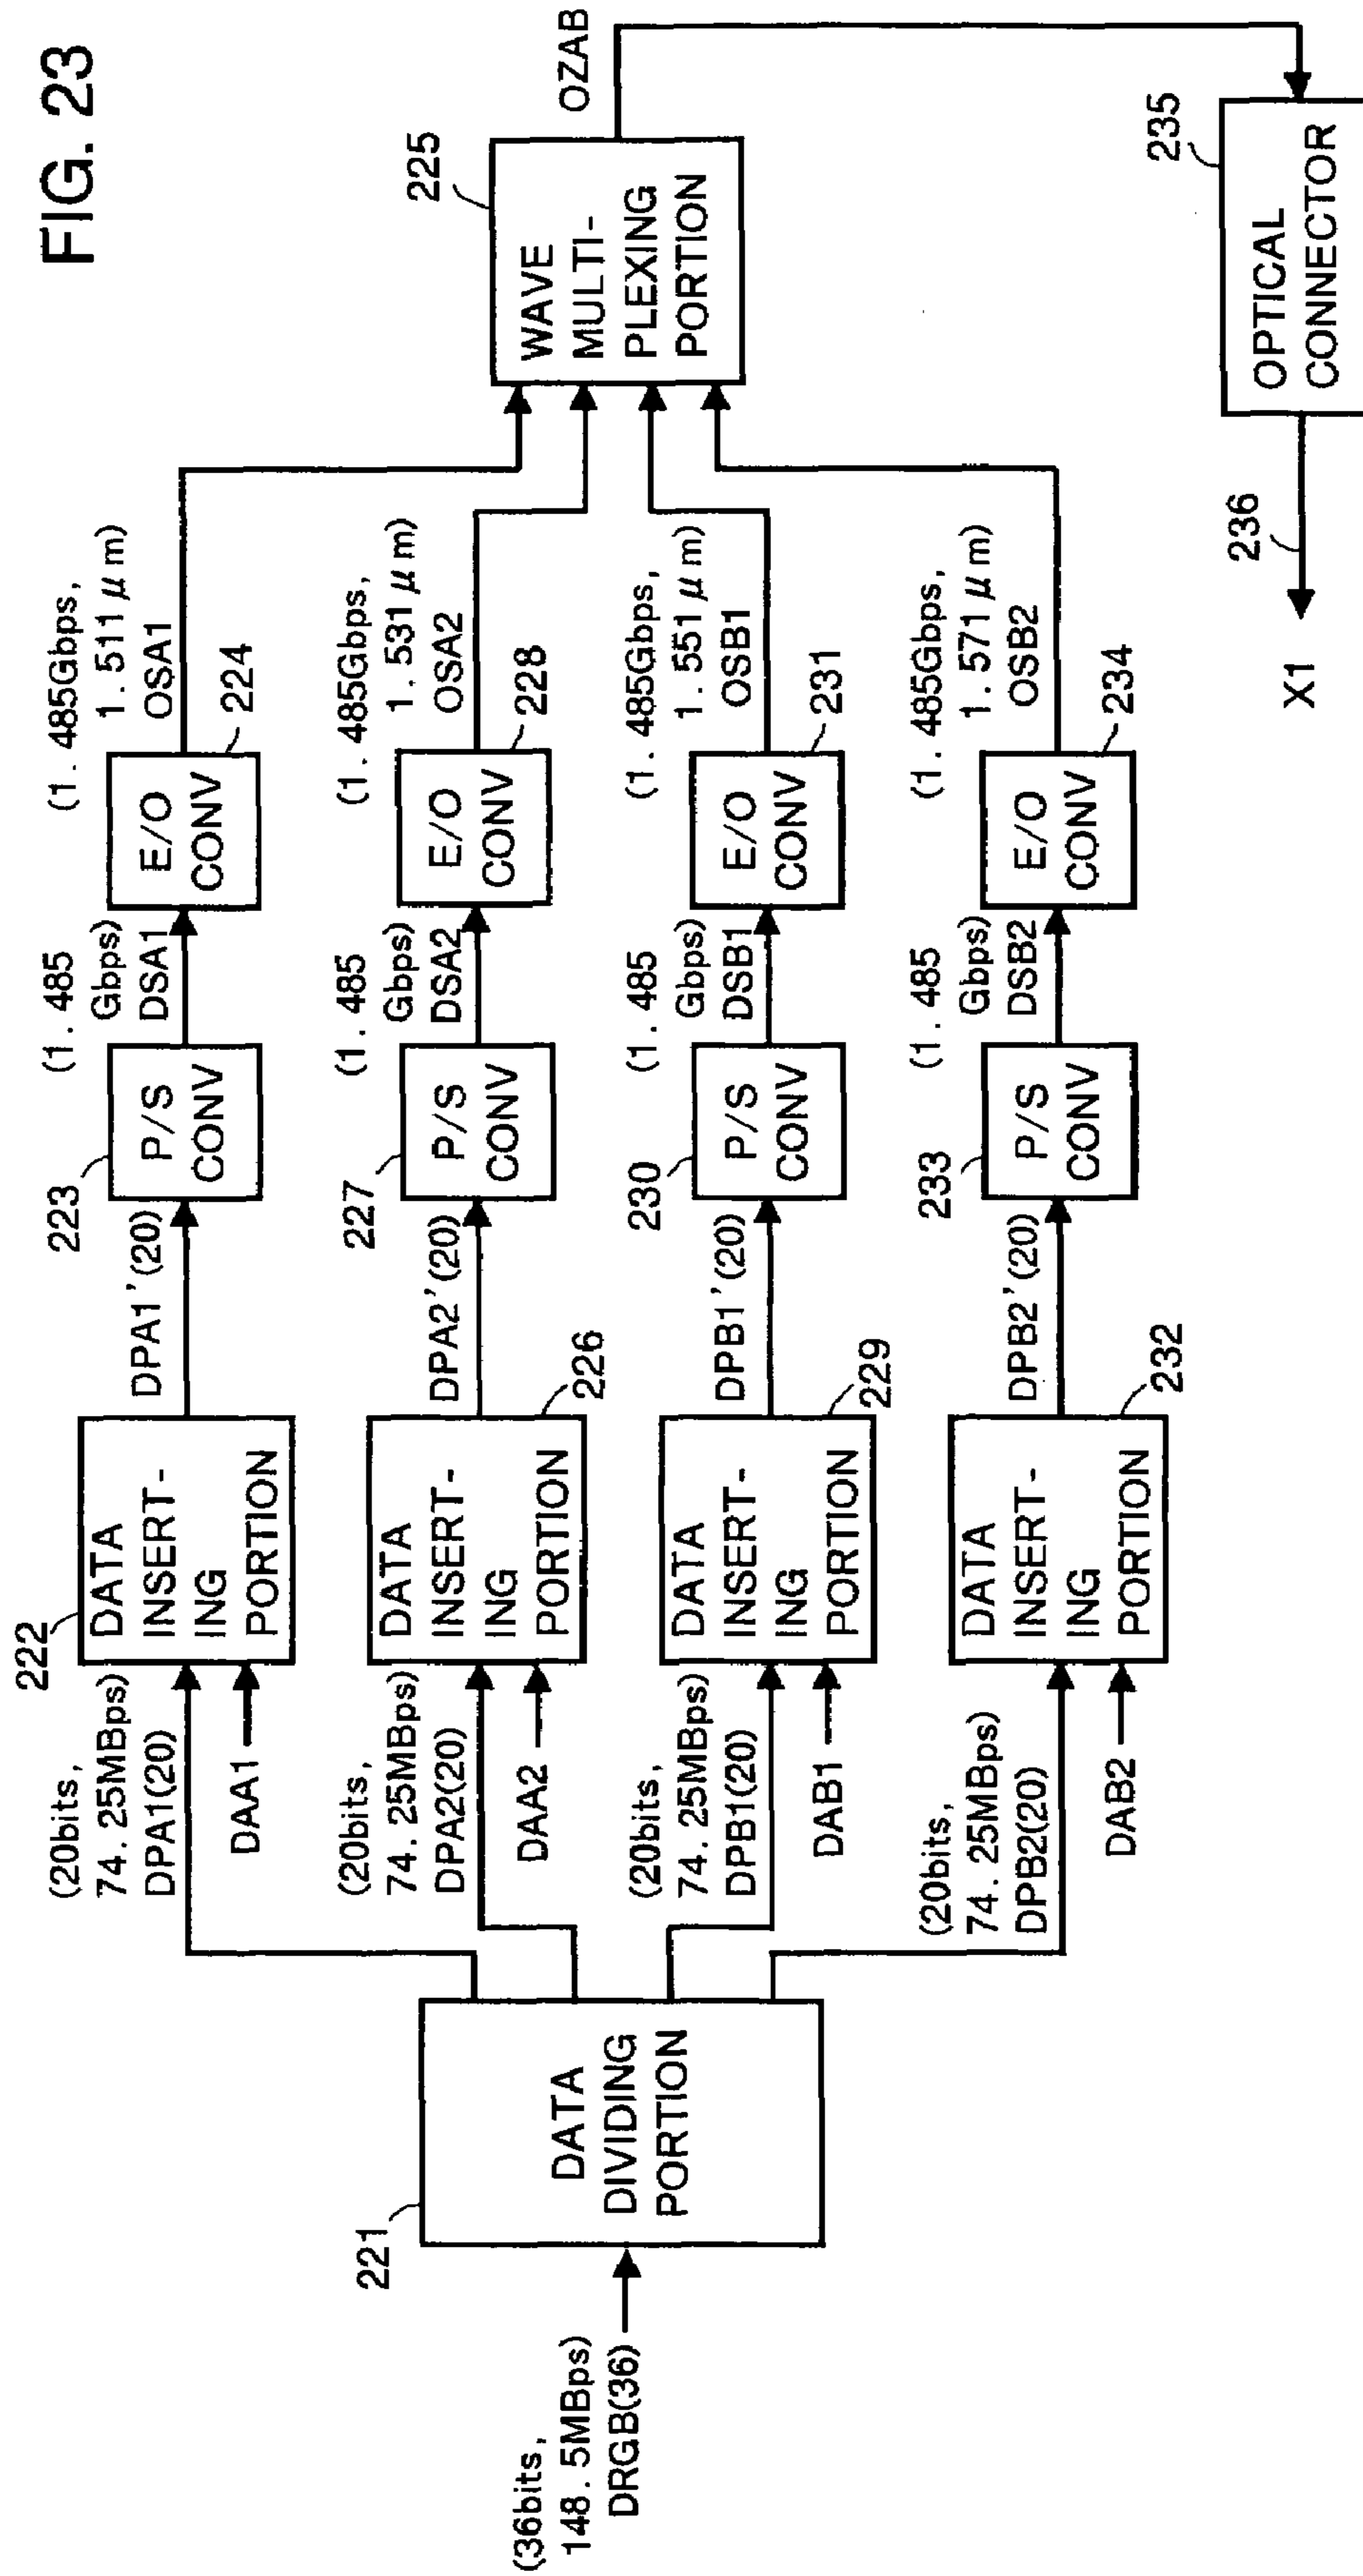 FIG. 23
(36bits,
148. 5MBps)
DRGB(36)
221
DATA
DIVIDING
PORTION
(20bits,
74. 25MBps)
DPA1(20)
DAA1
222
DATA
INSERT-
ING
PORTION
DPA1'(20)
223
P/S
CONV
(1. 485
Gbps)
DSA1
E/O
CONV
224
(1. 485Gbps,
1. 511 μm)
OSA1
(20bits,
74. 25MBps)
DPA2(20)
DAA2
DATA
INSERT-
ING
PORTION
226
DPA2'(20)
227
P/S
CONV
(1. 485
Gbps)
DSA2
E/O
CONV
228
(1. 485Gbps,
1. 531 μm)
OSA2
(20bits,
74. 25MBps)
DPB1(20)
DAB1
DATA
INSERT-
ING
PORTION
229
DPB1'(20)
230
P/S
CONV
(1. 485
Gbps)
DSB1
E/O
CONV
231
(1. 485Gbps,
1. 551 μm)
OSB1
(20bits,
74. 25MBps)
DPB2(20)
DAB2
DATA
INSERT-
ING
PORTION
232
DPB2'(20)
233
P/S
CONV
(1. 485
Gbps)
DSB2
E/O
CONV
234
(1. 485Gbps,
1. 571 μm)
OSB2
225
WAVE
MULTI-
PLEXING
PORTION
OZAB
235
OPTICAL
CONNECTOR
236
X1